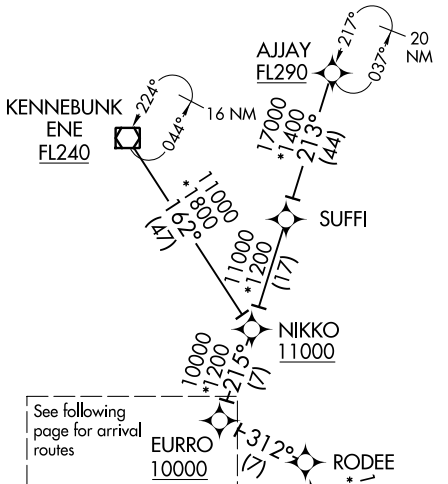 217°
037°
20
NM
AJJAY
FL290
KENNEBUNK
ENE
FL240
224°
044°
16 NM
17000
*1400
213°
(44)
11000
*1800
162°
(47)
SUFFI
11000
*1200
(17)
NIKKO
11000
10000
*1200
215°
(7)
See following
page for arrival
routes
EURRO
10000
312°
(7)
RODEE
*1